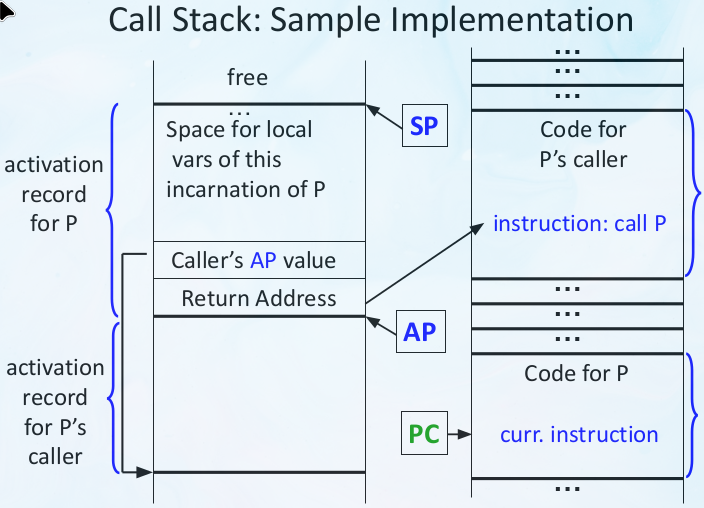 Call Stack: Sample Implementation
free
...
Space for local
vars of this
incarnation of P
Caller's AP value
Return Address
activation
record
for P
activation
record
for P's
caller
SP
AP
PC
...
...
...
Code for
P's caller
instruction: call P
...
...
...
Code for P
curr. instruction
...